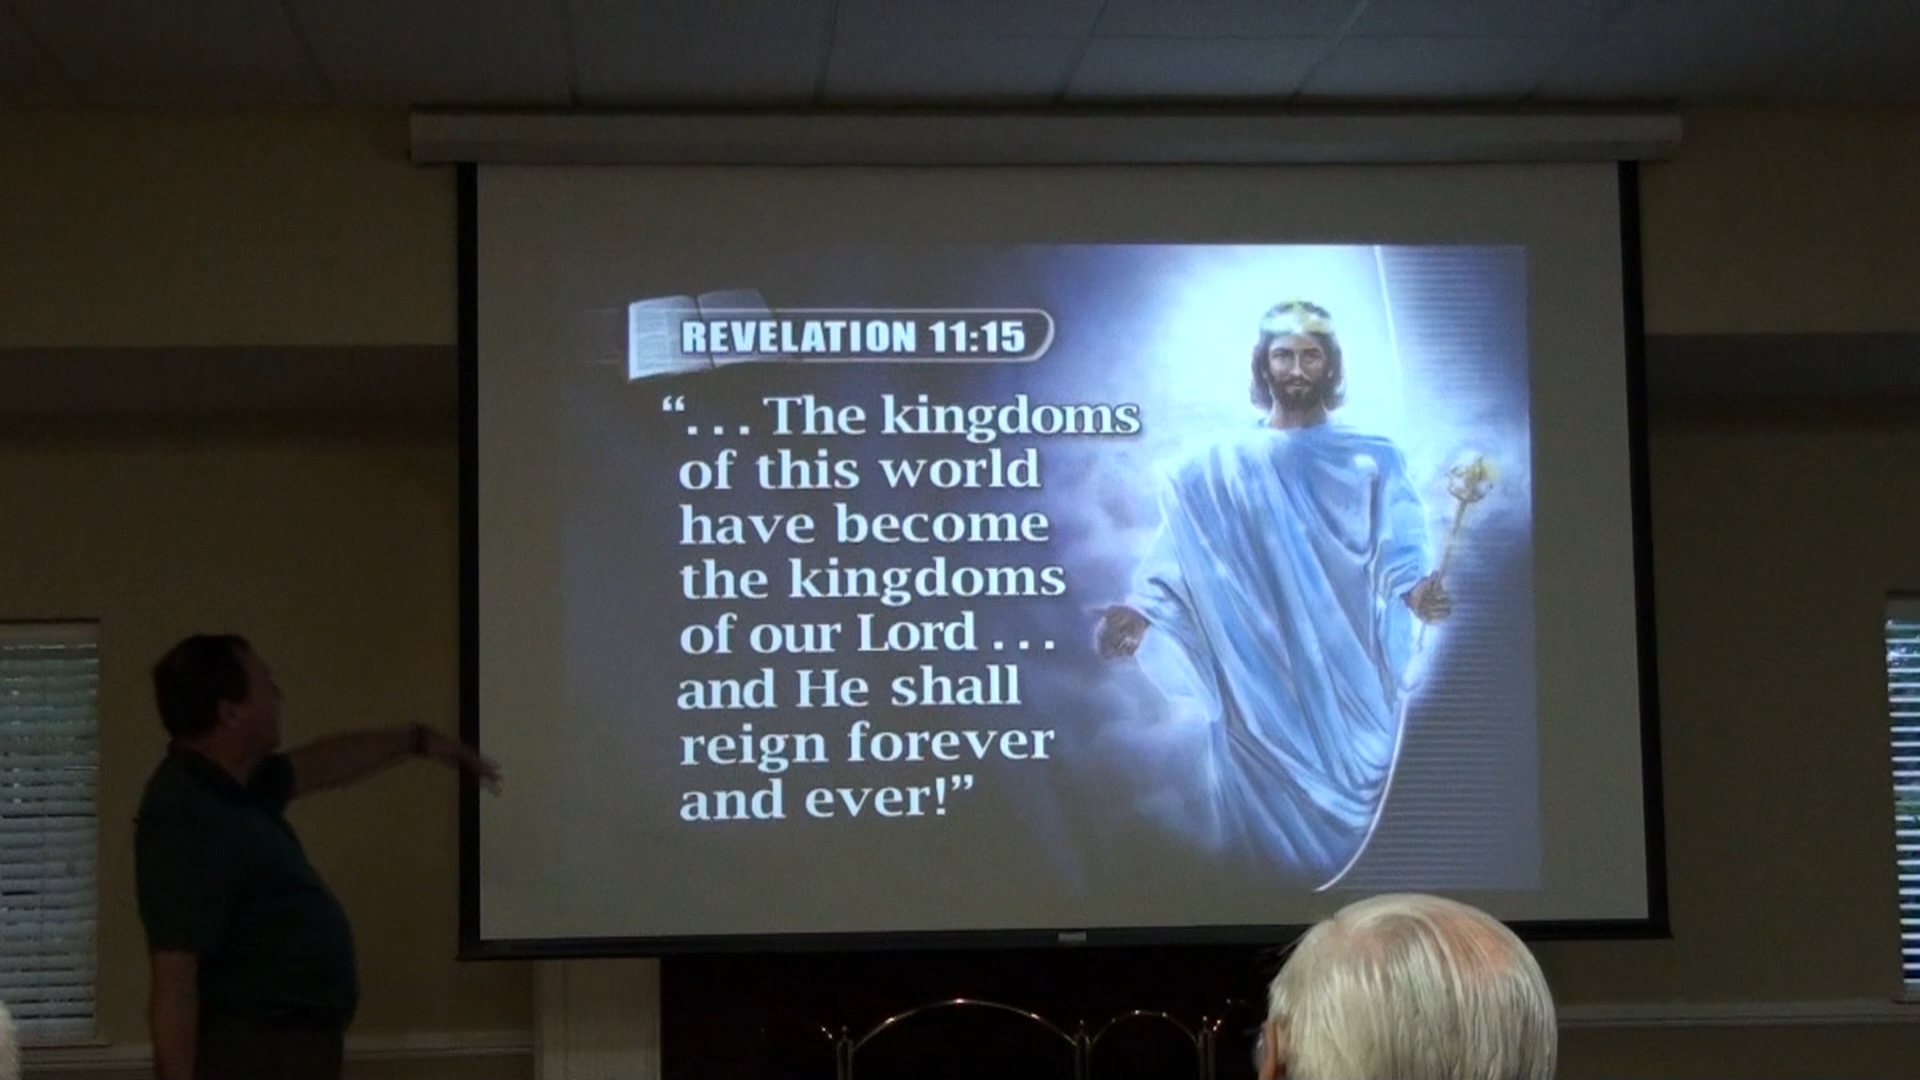 REVELATION 11:15
“... The kingdoms
of this world
have become
the kingdoms
of our Lord ...
and He shall
reign forever
and ever!”